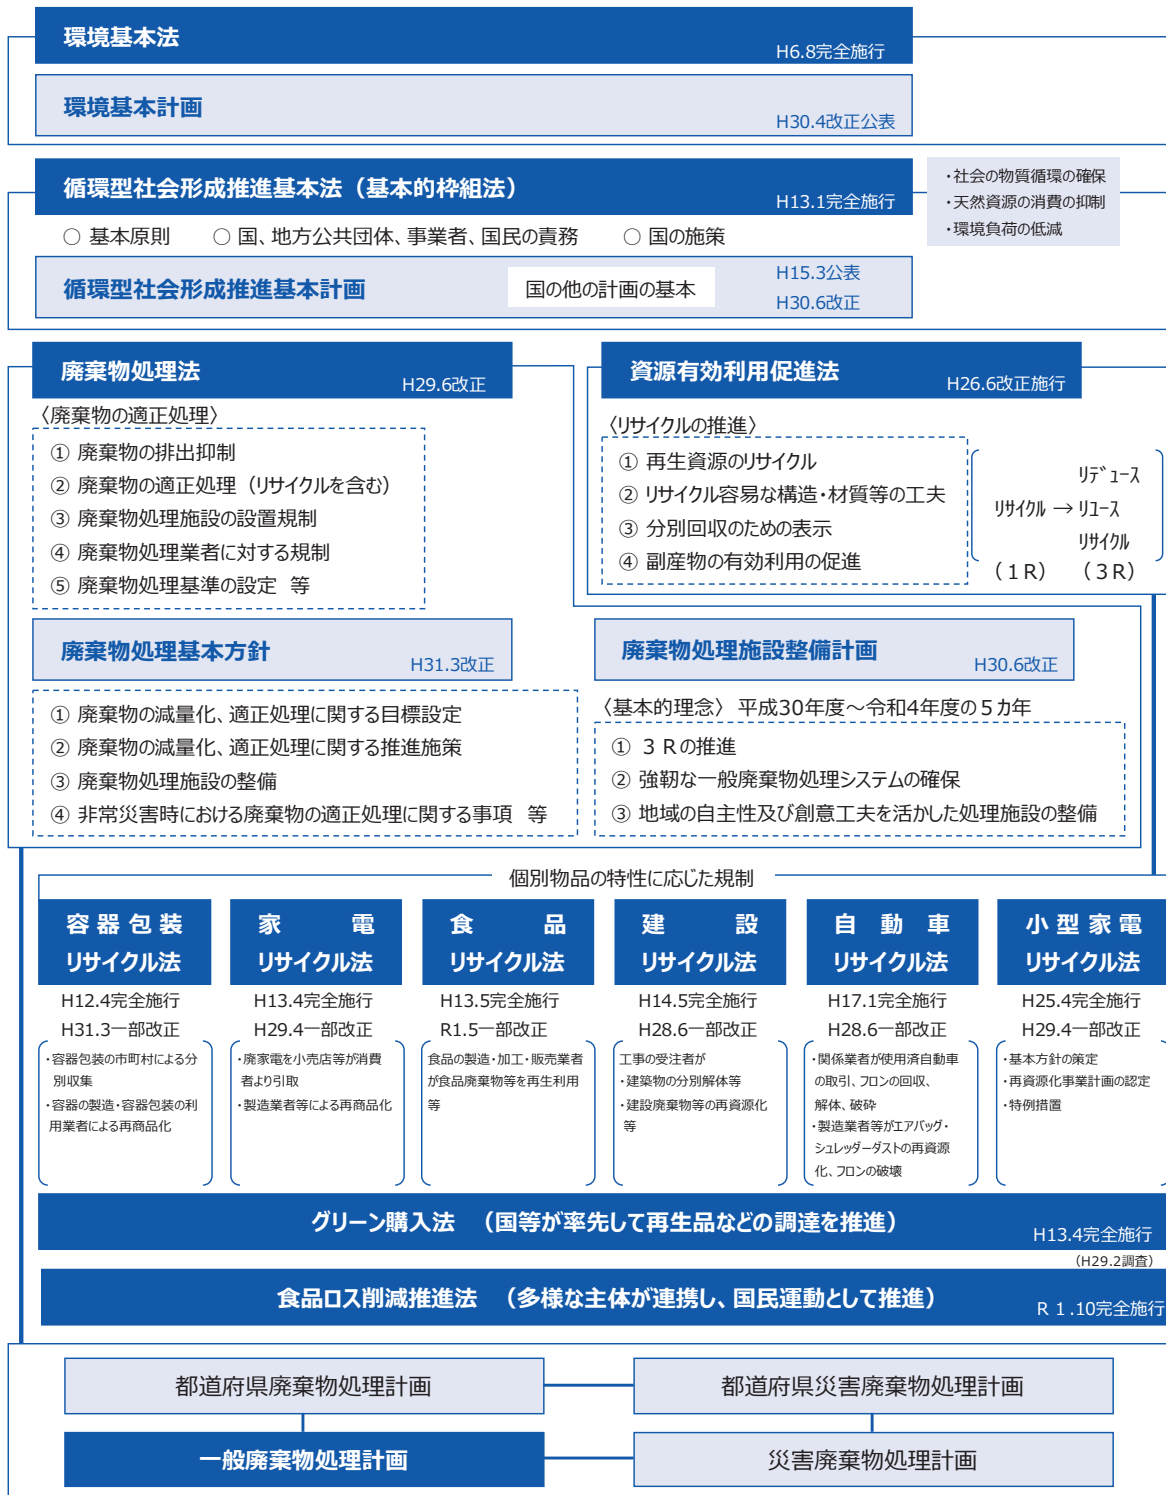 環境基本法
H6.8完全施行
環境基本計画
H30.4改正公表
循環型社会形成推進基本法（基本的枠組法）
H13.1完全施行
・社会の物質循環の確保
・天然資源の消費の抑制
・環境負荷の低減
○ 基本原則 ○ 国、地方公共団体、事業者、国民の責務 ○ 国の施策
循環型社会形成推進基本計画
国の他の計画の基本
H15.3公表
H30.6改正
廃棄物処理法
H29.6改正
〈廃棄物の適正処理〉
① 廃棄物の排出抑制
② 廃棄物の適正処理（リサイクルを含む）
③ 廃棄物処理施設の設置規制
④ 廃棄物処理業者に対する規制
⑤ 廃棄物処理基準の設定 等
資源有効利用促進法
H26.6改正施行
〈リサイクルの推進〉
① 再生資源のリサイクル
② リサイクル容易な構造・材質等の工夫
③ 分別回収のための表示
④ 副産物の有効利用の促進
ﾘﾃﾞｭｰｽ
ﾘｻｲｸﾙ → ﾘﾕｰｽ
ﾘｻｲｸﾙ
（１R） （３R）
廃棄物処理基本方針
H31.3改正
① 廃棄物の減量化、適正処理に関する目標設定
② 廃棄物の減量化、適正処理に関する推進施策
③ 廃棄物処理施設の整備
④ 非常災害時における廃棄物の適正処理に関する事項 等
廃棄物処理施設整備計画
H30.6改正
〈基本的理念〉 平成30年度～令和4年度の５カ年
① ３Ｒの推進
② 強靭な一般廃棄物処理システムの確保
③ 地域の自主性及び創意工夫を活かした処理施設の整備
個別物品の特性に応じた規制
容器包装
リサイクル法
H12.4完全施行
H31.3一部改正
・容器包装の市町村による分
別収集
・容器の製造・容器包装の利
用業者による再商品化
家電
リサイクル法
H13.4完全施行
H29.4一部改正
・廃家電を小売店等が消費
者より引取
・製造業者等による再商品化
食品
リサイクル法
H13.5完全施行
R1.5一部改正
食品の製造・加工・販売業者
が食品廃棄物等を再生利用
等
建設
リサイクル法
H14.5完全施行
H28.6一部改正
工事の受注者が
・建築物の分別解体等
・建設廃棄物等の再資源化
等
自動車
リサイクル法
H17.1完全施行
H28.6一部改正
・関係業者が使用済自動車
の取引、フロンの回収、
解体、破砕
・製造業者等がエアバッグ・
シュレッダーダストの再資源
化、フロンの破壊
小型家電
リサイクル法
H25.4完全施行
H29.4一部改正
・基本方針の策定
・再資源化事業計画の認定
・特例措置
グリーン購入法 （国等が率先して再生品などの調達を推進）
H13.4完全施行
（H29.2調査）
食品ロス削減推進法 （多様な主体が連携し、国民運動として推進）
R１.10完全施行
都道府県廃棄物処理計画
都道府県災害廃棄物処理計画
一般廃棄物処理計画
災害廃棄物処理計画